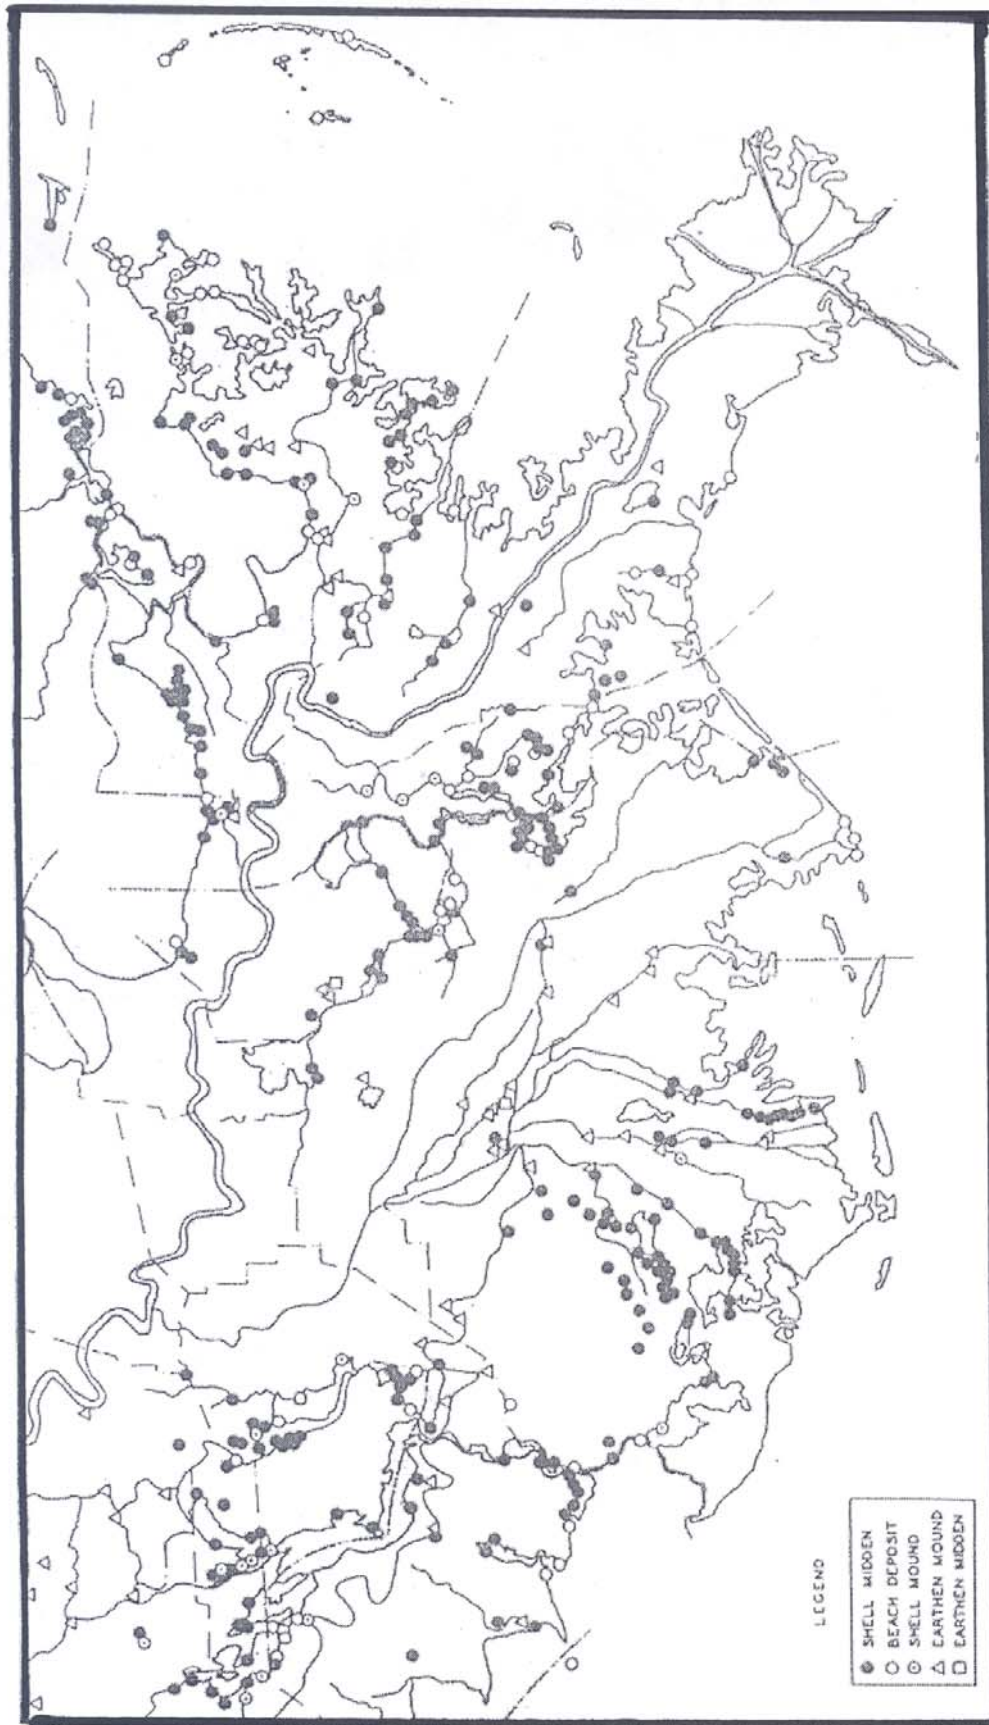 LEGEND
SHELL MIDDEN
BEACH DEPOSIT
SHELL MOUND
EARTHEN MOUND
EARTHEN MIDDEN